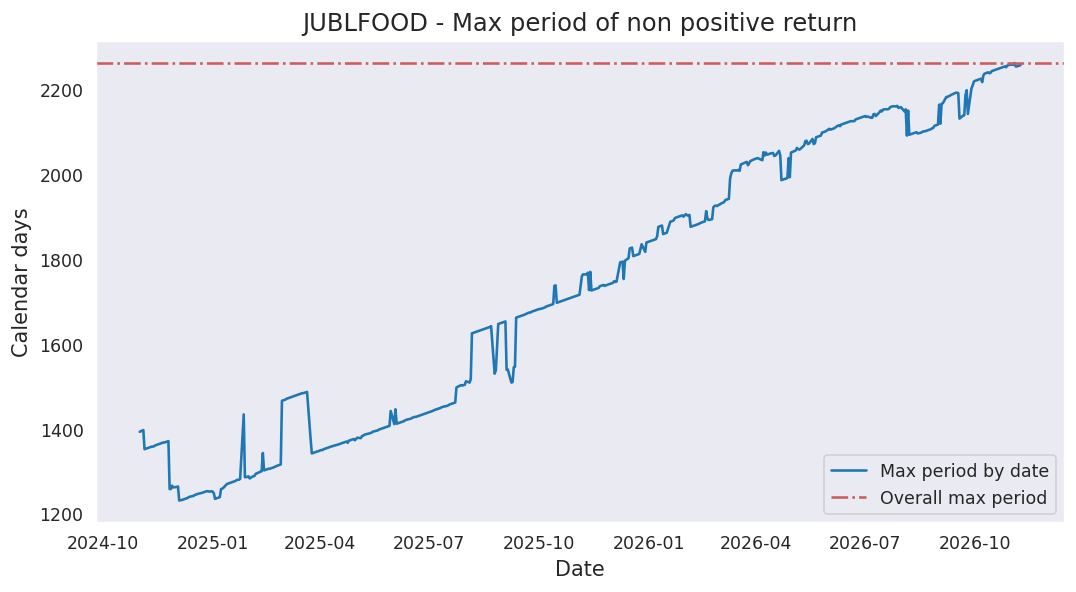 JUBLFOOD - Max period of non positive return
Calendar days
2200
2000
1800
1600
1400
1200
2024-10 2025-01 2025-04 2025-07 2025-10 2026-01 2026-04 2026-07 2026-10
Date
Max period by date
Overall max period